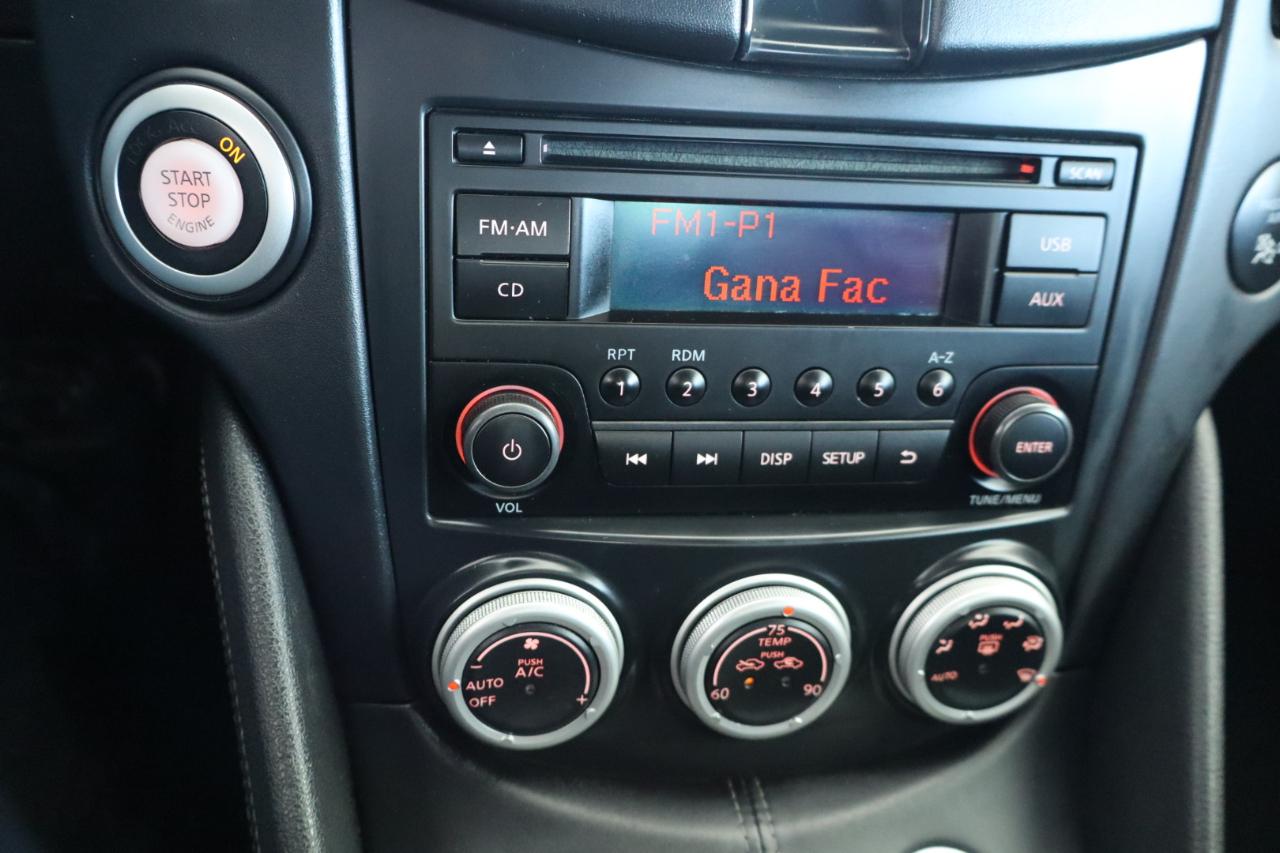 ON
START
STOP
ENGINE
SCAN
FM·AM
CD
FM1-P1
Gana Fac
USB
AUX
RPT
RDM
A-Z
1
2
3
4
5
6
DISP
SETUP
ENTER
VOL
TUNE/MENU
PUSH
A/C
AUTO
OFF
- +
75
TEMP
PUSH
60
90
PUSH
AUTO